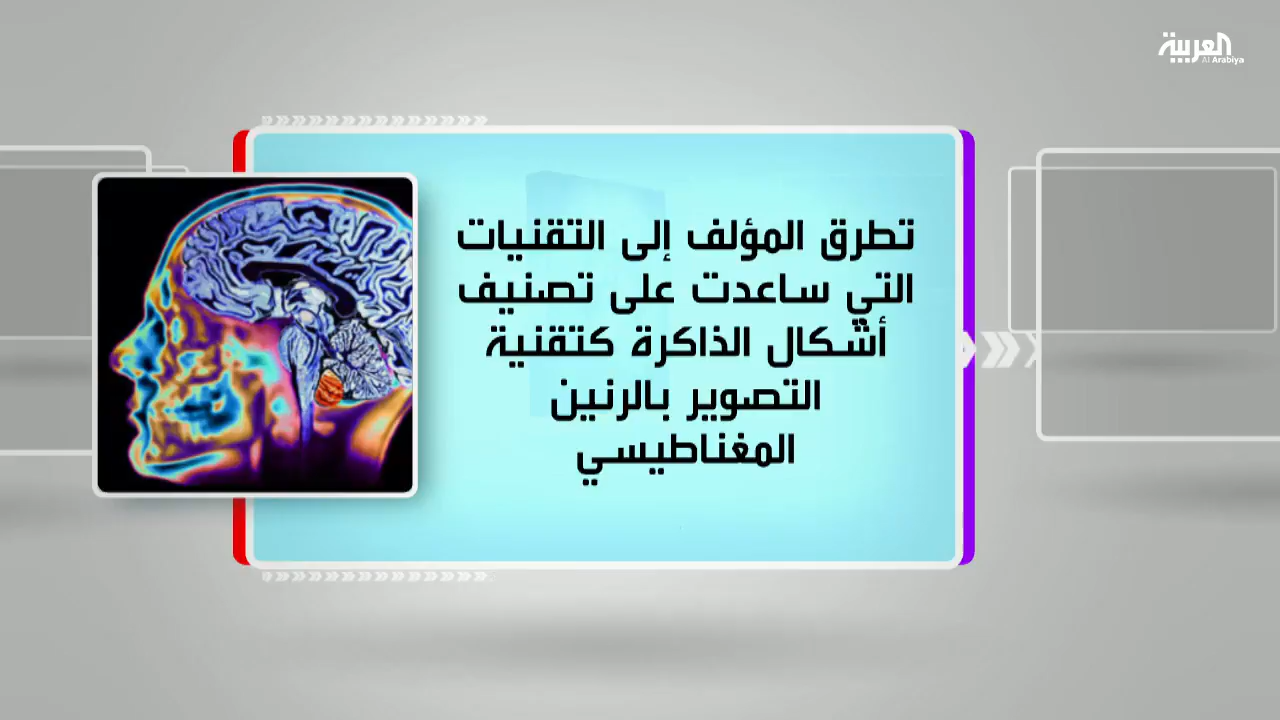 العربية
Al Arabiya
تطرق المؤلف إلى التقنيات
التي ساعدت على تصنيف
أشكال الذاكرة كتقنية
التصوير بالرنين
المغناطيسي